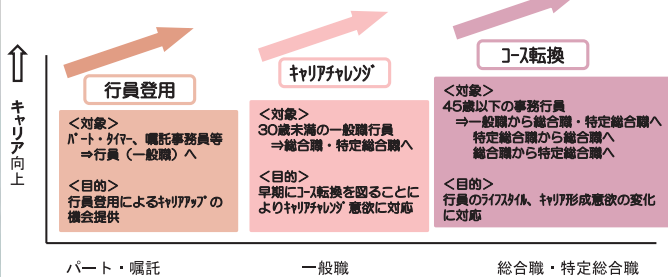 キャリア向上
行員登用
＜対象＞
ﾊﾟｰﾄ・ﾀｲﾏｰ、嘱託事務員等
⇒行員（一般職）へ
＜目的＞
行員登用によるｷｬﾘｱｱｯﾌﾟの
機会提供
ｷｬﾘｱﾁｬﾚﾝｼﾞ
＜対象＞
30歳未満の一般職行員
⇒総合職・特定総合職へ
＜目的＞
早期にｺｰｽ転換を図ることに
よりｷｬﾘｱﾁｬﾚﾝｼﾞ意欲に対応
ｺｰｽ転換
＜対象＞
45歳以下の事務行員
⇒一般職から総合職・特定総合職へ
特定総合職から総合職へ
総合職から特定総合職へ
＜目的＞
行員のﾗｲﾌｽﾀｲﾙ、ｷｬﾘｱ形成意欲の変化
に対応
パート・嘱託
一般職
総合職・特定総合職